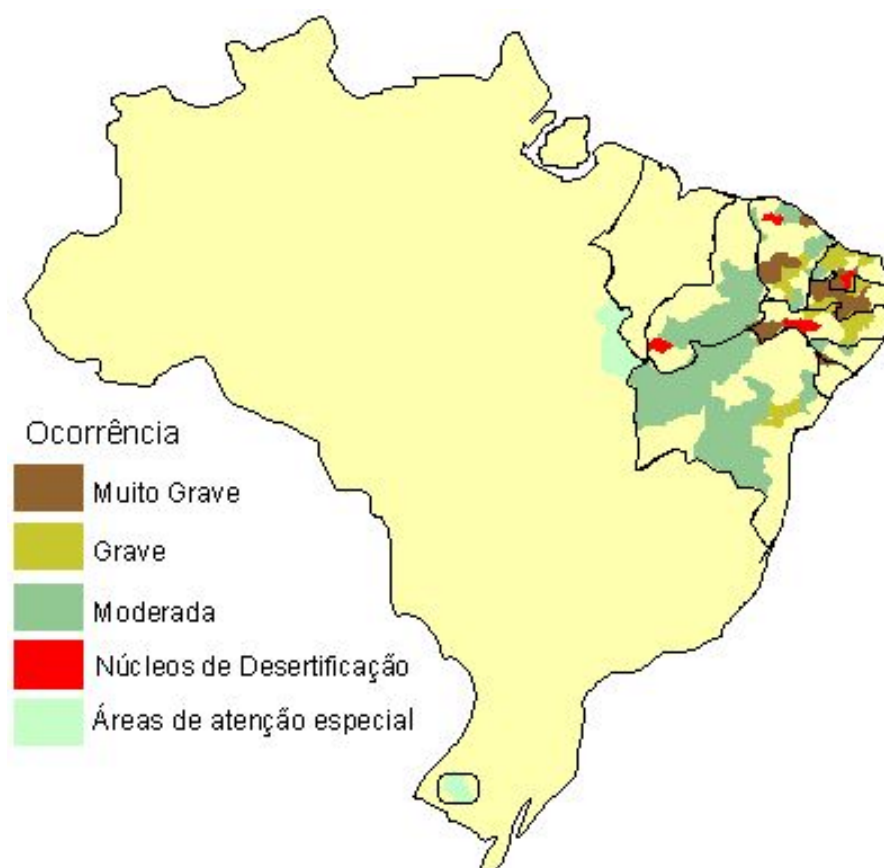 Ocorrência
Muito Grave
Grave
Moderada
Núcleos de Desertificação
Áreas de atenção especial